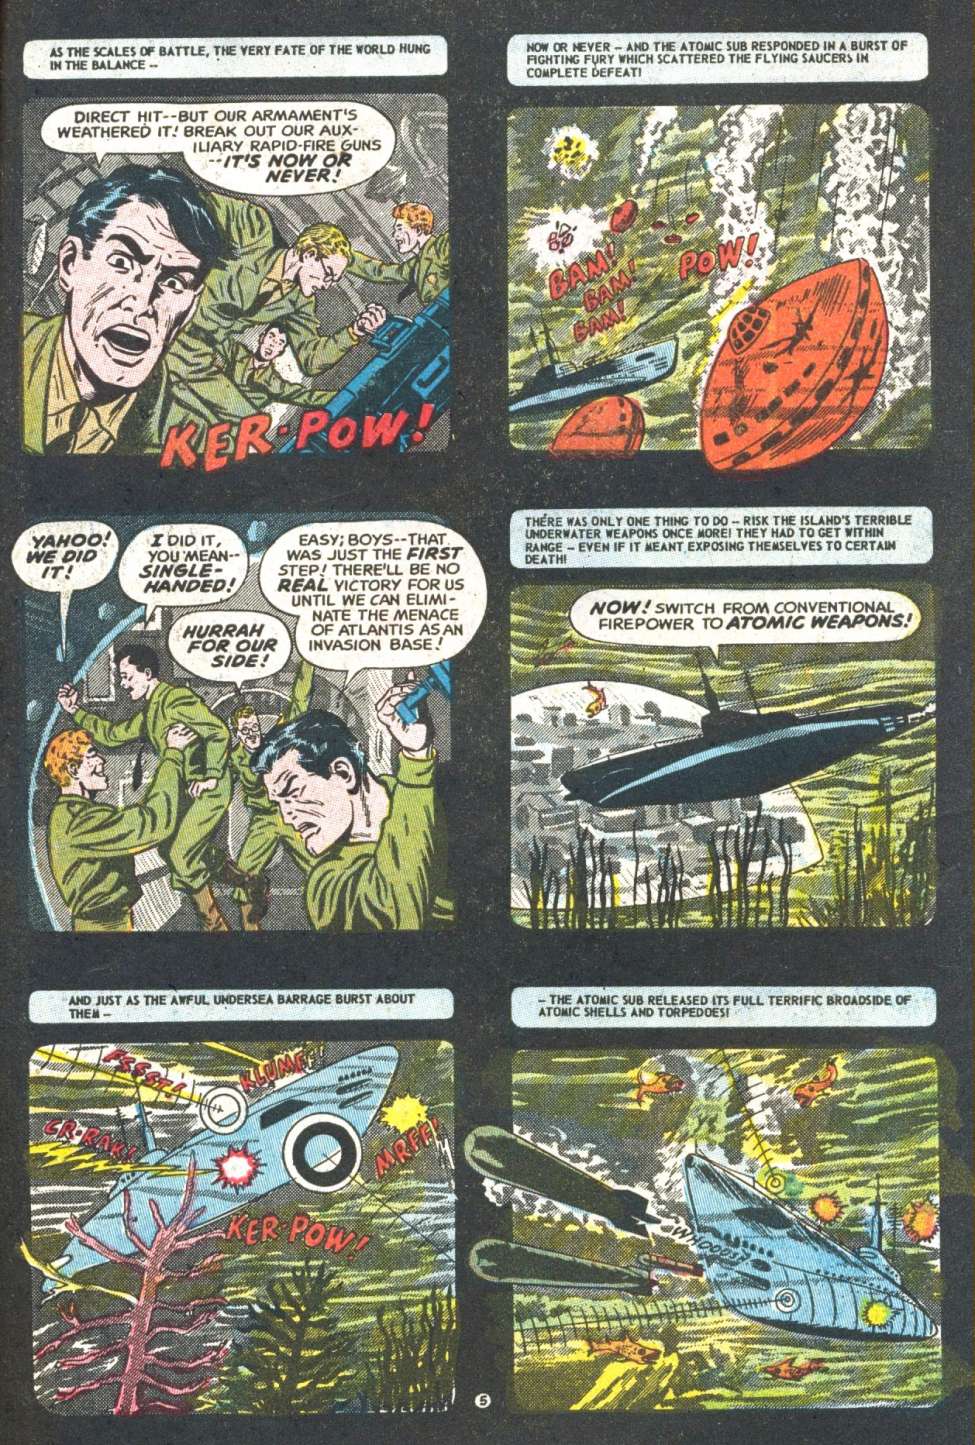 AS THE SCALES OF BATTLE, THE VERY FATE OF THE WORLD HUNG
IN THE BALANCE --
DIRECT HIT--BUT OUR ARMAMENT'S
WEATHERED IT! BREAK OUT OUR AUX-
ILIARY RAPID-FIRE GUNS
--IT'S NOW OR
NEVER!
KER-POW!
NOW OR NEVER -- AND THE ATOMIC SUB RESPONDED IN A BURST OF
FIGHTING FURY WHICH SCATTERED THE FLYING SAUCERS IN
COMPLETE DEFEAT!
BAM!
BAM!
BAM!
POW!
YAHOO!
WE DID
IT!
I DID IT,
YOU MEAN--
SINGLE-
HANDED!
HURRAH
FOR OUR
SIDE!
EASY; BOYS--THAT
WAS JUST THE FIRST
STEP! THERE'LL BE NO
REAL VICTORY FOR US
UNTIL WE CAN ELIMI-
NATE THE MENACE
OF ATLANTIS AS AN
INVASION BASE!
THERE WAS ONLY ONE THING TO DO -- RISK THE ISLAND'S TERRIBLE
UNDERWATER WEAPONS ONCE MORE! THEY HAD TO GET WITHIN
RANGE -- EVEN IF IT MEANT EXPOSING THEMSELVES TO CERTAIN
DEATH!
NOW! SWITCH FROM CONVENTIONAL
FIREPOWER TO ATOMIC WEAPONS!
AND JUST AS THE AWFUL UNDERSEA BARRAGE BURST ABOUT
THEM --
FSSST!
KLUMFF!
CR-RAK!
MRFF!
KER-POW!
-- THE ATOMIC SUB RELEASED ITS FULL TERRIFIC BROADSIDE OF
ATOMIC SHELLS AND TORPEDOES!
5